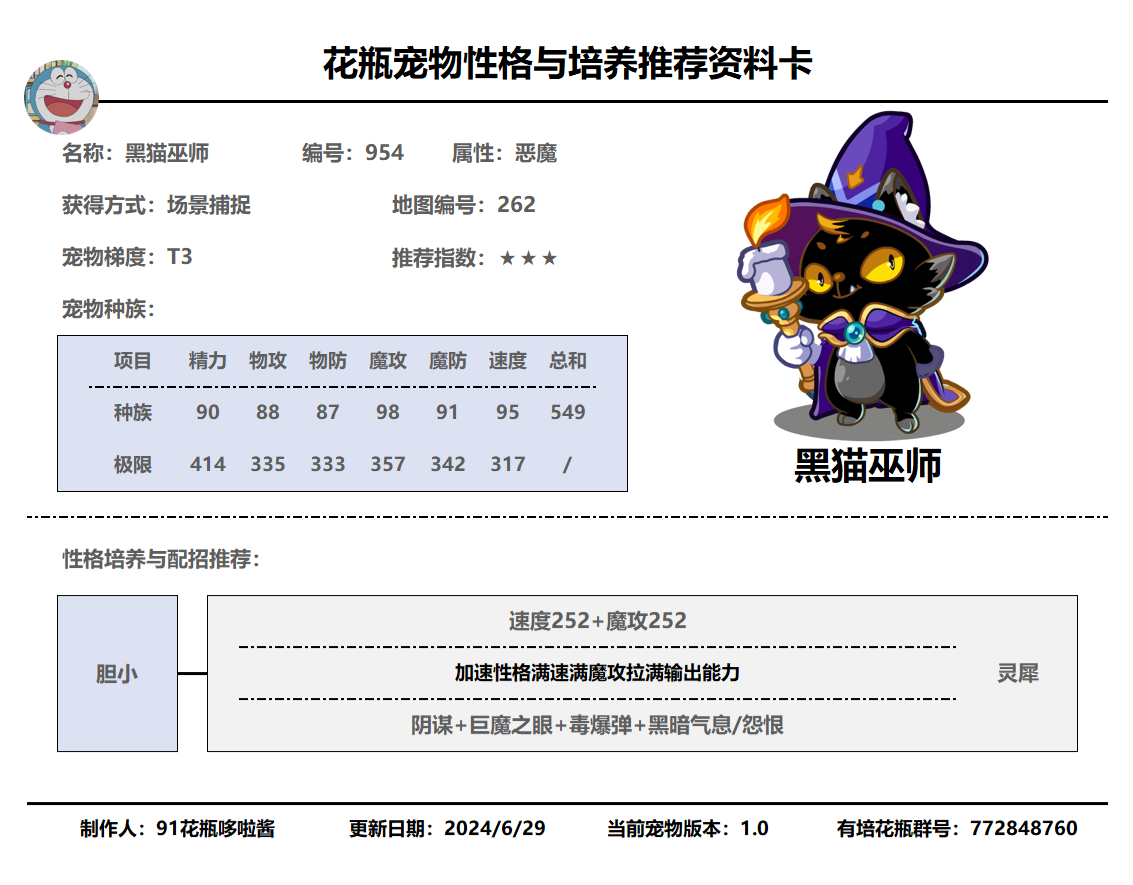 花瓶宠物性格与培养推荐资料卡
名称：黑猫巫师 编号：954 属性：恶魔
获得方式：场景捕捉 地图编号：262
宠物梯度：T3 推荐指数：★★★
宠物种族：
项目 精力 物攻 物防 魔攻 魔防 速度 总和
种族 90 88 87 98 91 95 549
极限 414 335 333 357 342 317 /
黑猫巫师
性格培养与配招推荐：
胆小
速度252+魔攻252
加速性格满速满魔攻拉满输出能力
灵犀
阴谋+巨魔之眼+毒爆弹+黑暗气息/怨恨
制作人：91花瓶哆啦酱 更新日期：2024/6/29 当前宠物版本：1.0 有培花瓶群号：772848760